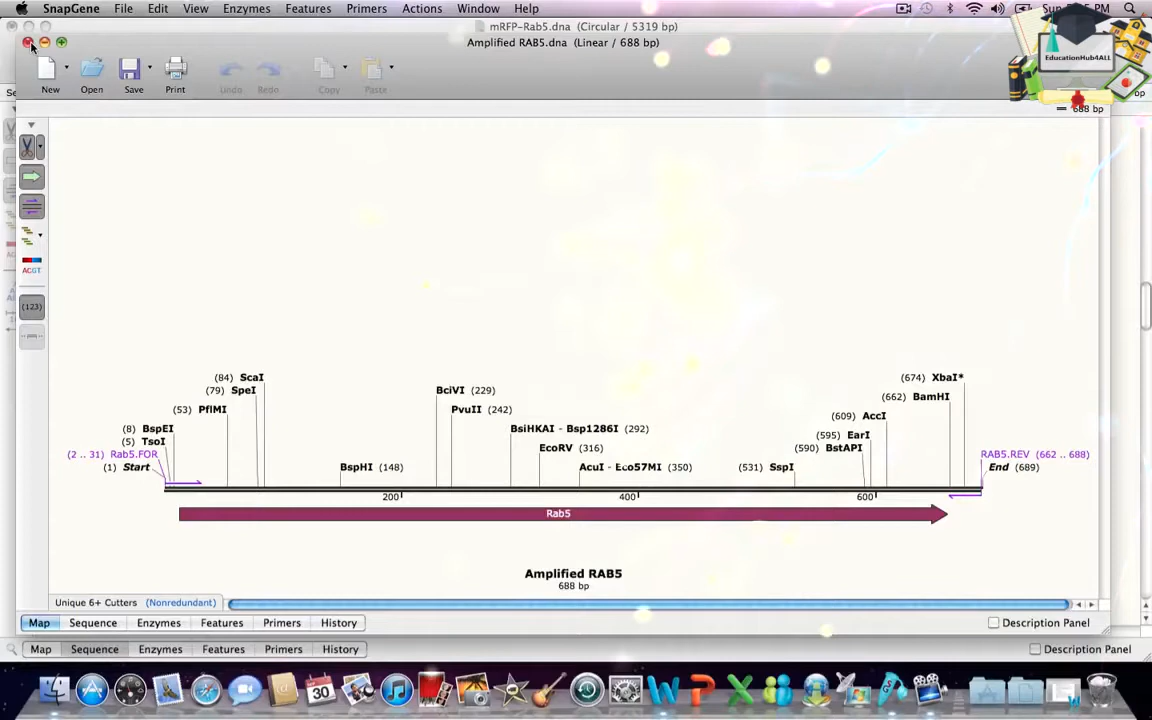 SnapGene File Edit View Enzymes Features Primers Actions Window Help
mRFP-Rab5.dna (Circular / 5319 bp)
Amplified RAB5.dna (Linear / 688 bp)
EducationHub4ALL
New Open Save Print Undo Redo Copy Paste
688 bp
ACGT
(123)
(84) ScaI
(79) SpeI
(53) PflMI
(8) BspEI
(5) TsoI
(2 .. 31) Rab5.FOR
(1) Start
BspHI (148)
BciVI (229)
PvuII (242)
BsiHKAI - Bsp1286I (292)
EcoRV (316)
AcuI - Eco57MI (350)
(531) SspI
(590) BstAPI
(595) EarI
(609) AccI
(662) BamHI
(674) XbaI*
RAB5.REV (662 .. 688)
End (689)
200 400 600
Rab5
Amplified RAB5
688 bp
Unique 6+ Cutters (Nonredundant)
Map Sequence Enzymes Features Primers History Description Panel
Map Sequence Enzymes Features Primers History Description Panel
30